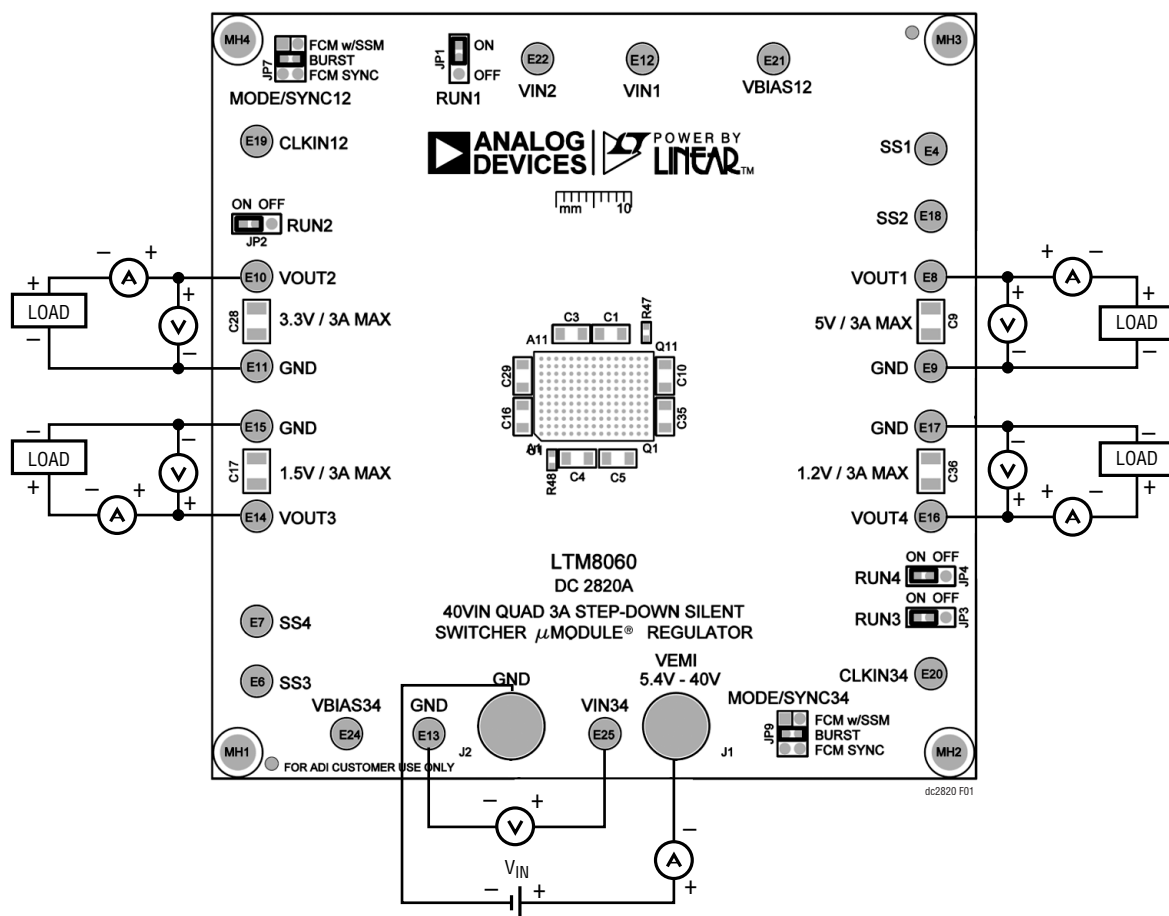 MH4
FCM w/SSM
BURST
FCM SYNC
JP7
MODE/SYNC12
JP1
ON
OFF
RUN1
E22
VIN2
E12
VIN1
E21
VBIAS12
MH3
E19 CLKIN12
ANALOG DEVICES
POWER BY LINEAR TM
mm 10
SS1 E4
SS2 E18
ON OFF
RUN2
JP2
− A +
E10 VOUT2
+ LOAD −
+ V −
C28
3.3V / 3A MAX
E11 GND
VOUT1 E8
+ A −
+ V −
+ LOAD −
5V / 3A MAX
C9
GND E9
C3 C1 R47
A11 Q11
C29 C10
C16 C35
A1 Q1
R48 C4 C5
E15 GND
− LOAD +
− V +
C17
1.5V / 3A MAX
− A +
E14 VOUT3
GND E17
− V +
− LOAD +
1.2V / 3A MAX
C36
VOUT4 E16
+ A −
LTM8060
DC 2820A
40VIN QUAD 3A STEP-DOWN SILENT
SWITCHER μMODULE® REGULATOR
ON OFF
RUN4
JP4
ON OFF
RUN3
JP3
E7 SS4
E6 SS3
CLKIN34 E20
VBIAS34
E24
GND
E13
GND
J2
VIN34
E25
VEMI
5.4V - 40V
J1
MODE/SYNC34
JP9
FCM w/SSM
BURST
FCM SYNC
MH1
FOR ADI CUSTOMER USE ONLY
MH2
dc2820 F01
− V +
VIN
− +
− A +